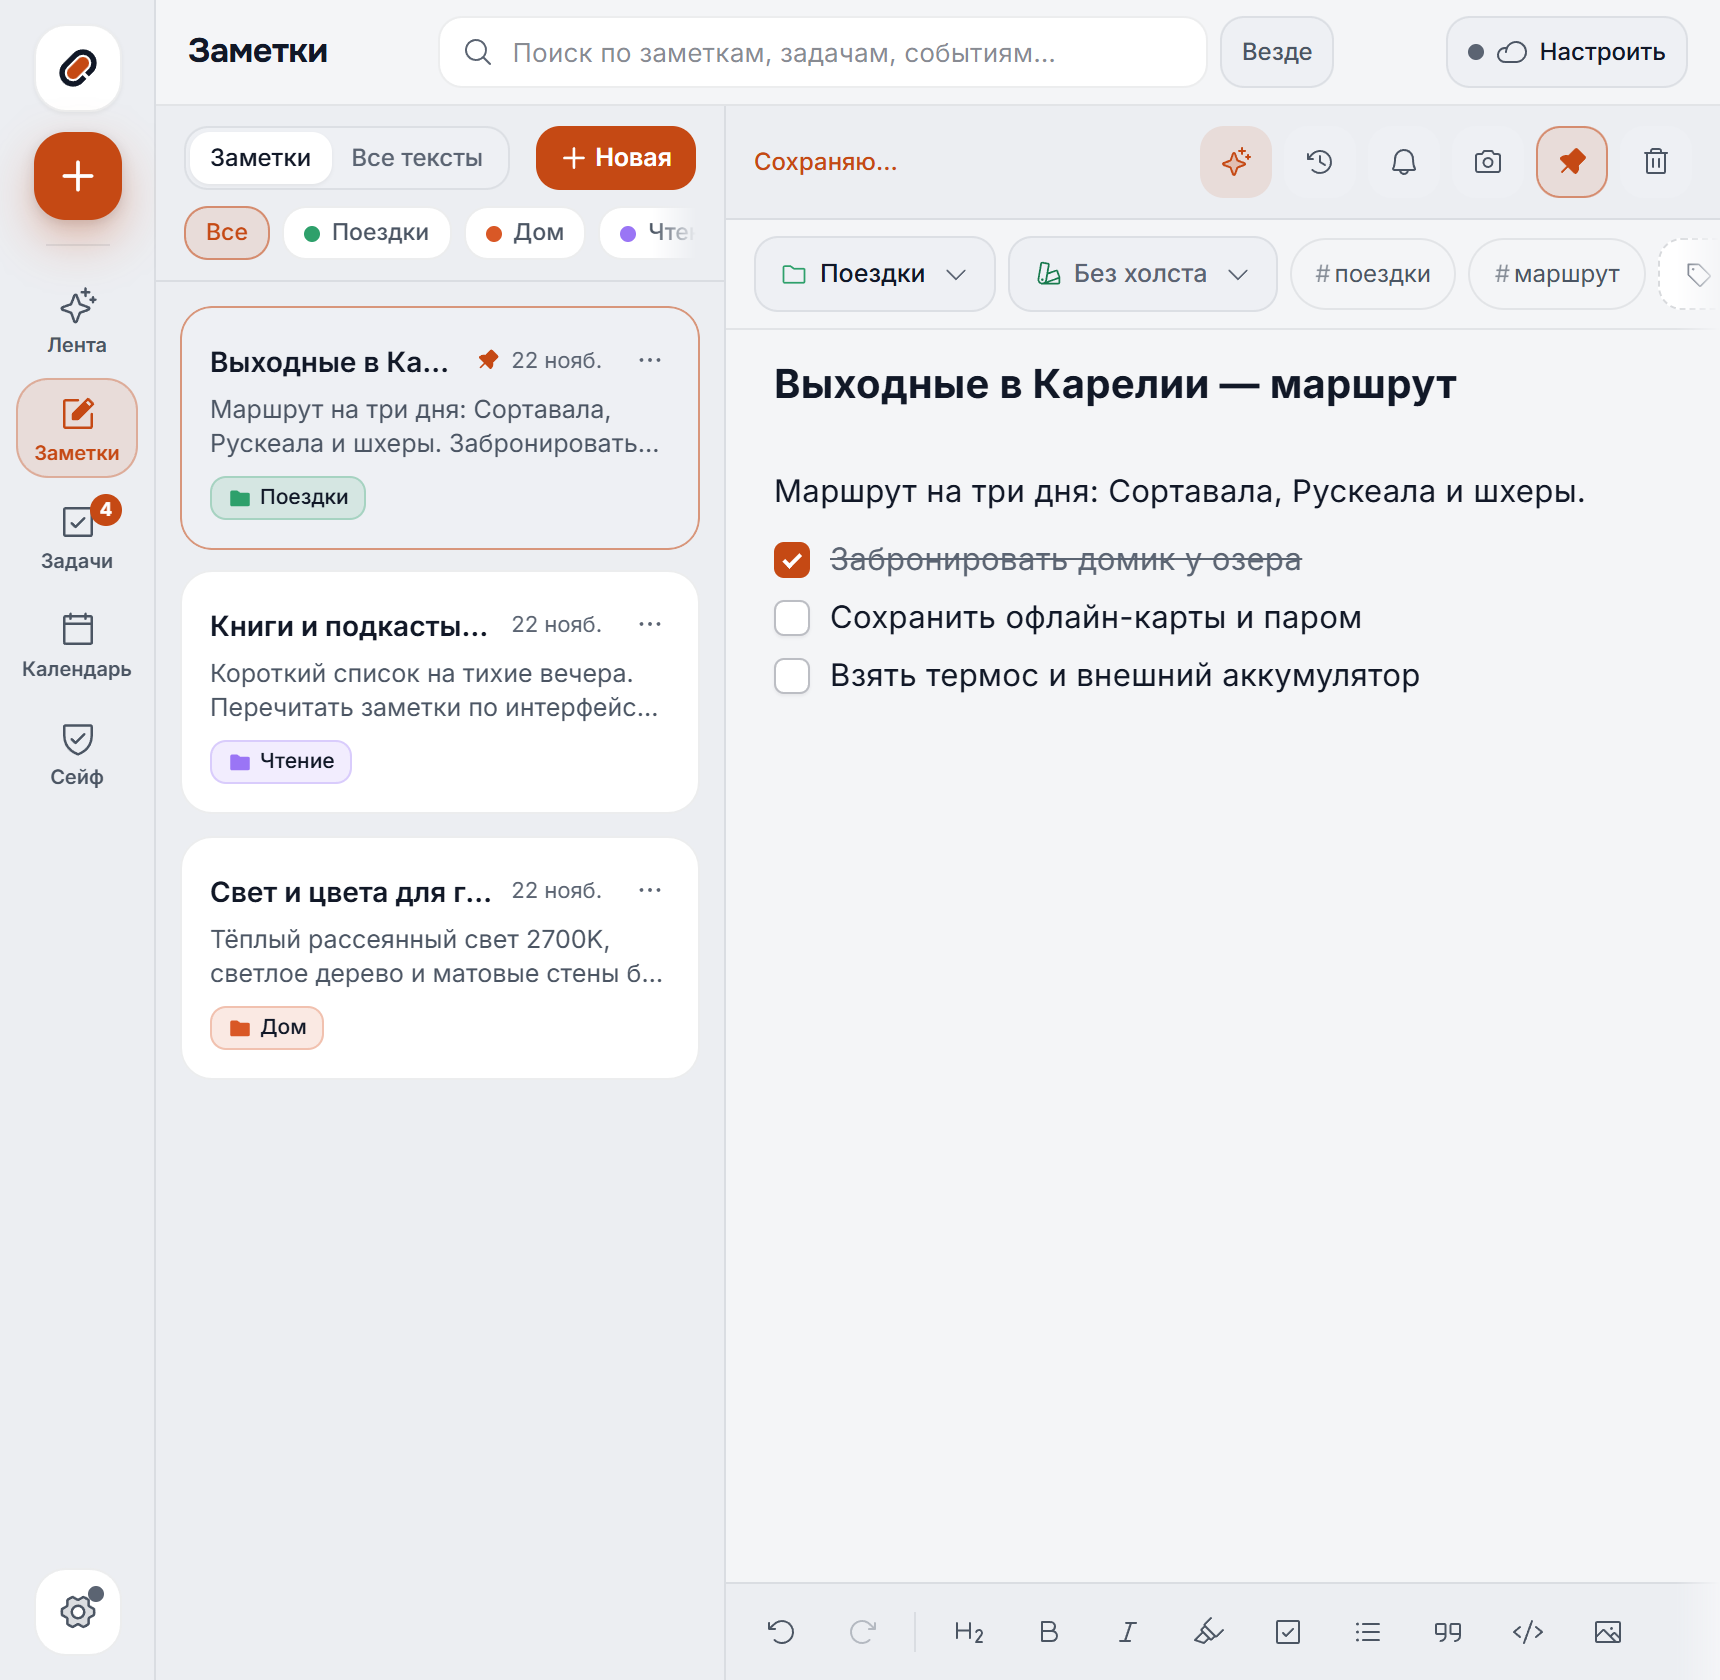 Заметки
Поиск по заметкам, задачам, событиям...
Везде
Настроить
Лента
Заметки
4
Задачи
Календарь
Сейф
Заметки
Все тексты
Новая
Все
Поездки
Дом
Чте
Выходные в Ка...
22 нояб.
Маршрут на три дня: Сортавала,
Рускеала и шхеры. Забронировать...
Поездки
Книги и подкасты...
22 нояб.
Короткий список на тихие вечера.
Перечитать заметки по интерфейс...
Чтение
Свет и цвета для г...
22 нояб.
Тёплый рассеянный свет 2700K,
светлое дерево и матовые стены б...
Дом
Сохраняю...
Поездки
Без холста
#поездки
#маршрут
Выходные в Карелии — маршрут
Маршрут на три дня: Сортавала, Рускеала и шхеры.
Забронировать домик у озера
Сохранить офлайн-карты и паром
Взять термос и внешний аккумулятор
H2
B
I